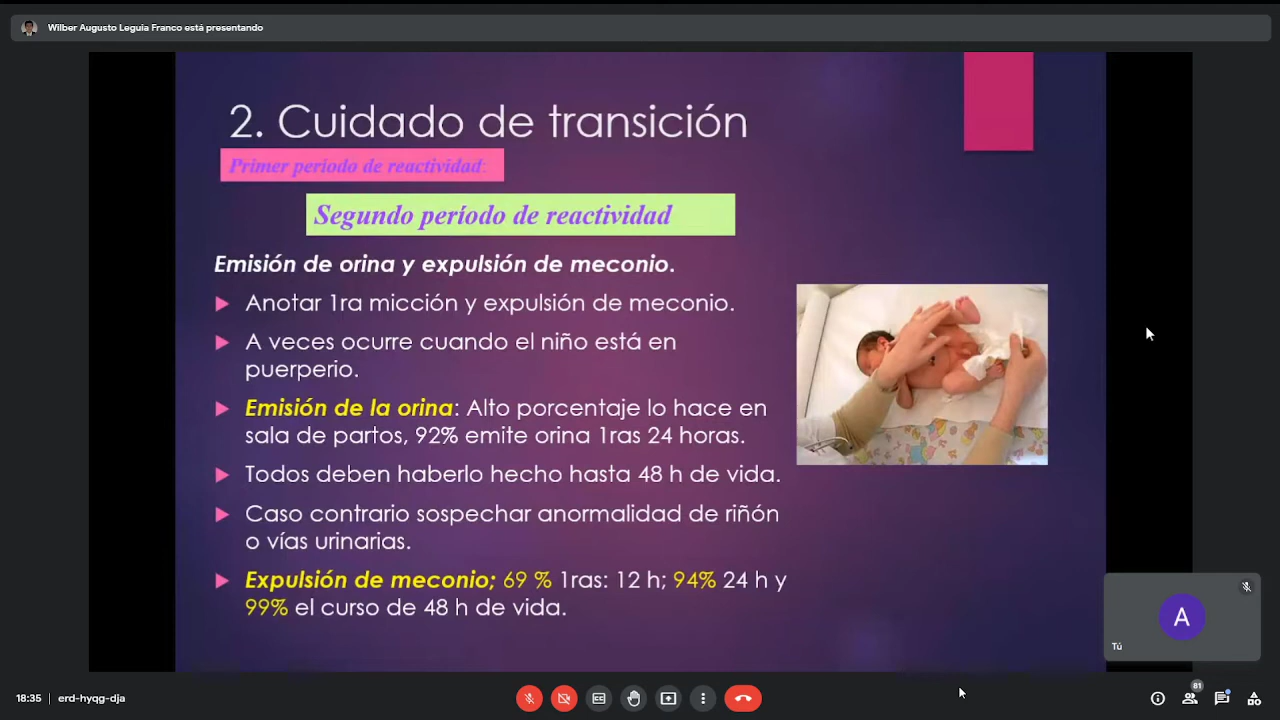 Wilber Augusto Leguia Franco está presentando
2. Cuidado de transición
Primer período de reactividad:
Segundo período de reactividad
Emisión de orina y expulsión de meconio.
Anotar 1ra micción y expulsión de meconio.
A veces ocurre cuando el niño está en
puerperio.
Emisión de la orina: Alto porcentaje lo hace en
sala de partos, 92% emite orina 1ras 24 horas.
Todos deben haberlo hecho hasta 48 h de vida.
Caso contrario sospechar anormalidad de riñón
o vías urinarias.
Expulsión de meconio; 69 % 1ras: 12 h; 94% 24 h y
99% el curso de 48 h de vida.
A
Tú
18:35 erd-hyqg-dja
81